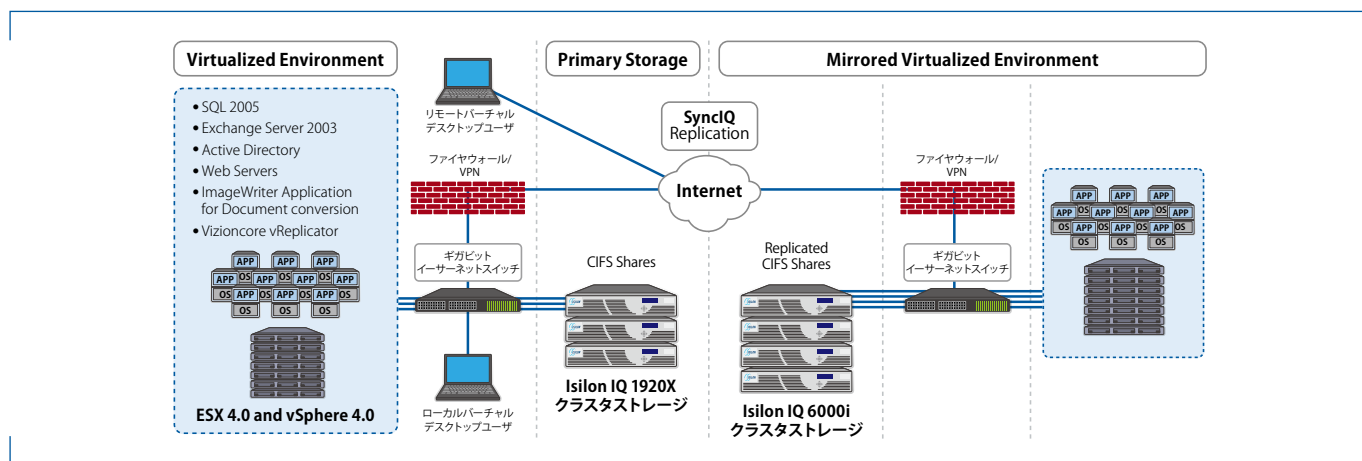 Virtualized Environment
• SQL 2005
• Exchange Server 2003
• Active Directory
• Web Servers
• ImageWriter Application
for Document conversion
• Vizioncore vReplicator
APP APP APP
APP APP APP APP
OS APP OS APP OS APP OS
OS OS OS
ESX 4.0 and vSphere 4.0
リモートバーチャル
デスクトップユーザ
ファイヤウォール/
VPN
ギガビット
イーサーネットスイッチ
ローカルバーチャル
デスクトップユーザ
Primary Storage
SyncIQ
Replication
Internet
CIFS Shares
Isilon IQ 1920X
クラスタストレージ
Mirrored Virtualized Environment
Replicated
CIFS Shares
Isilon IQ 6000i
クラスタストレージ
ファイヤウォール/
VPN
ギガビット
イーサーネットスイッチ
APP APP APP
APP APP APP APP
OS APP OS APP OS APP OS
OS OS OS